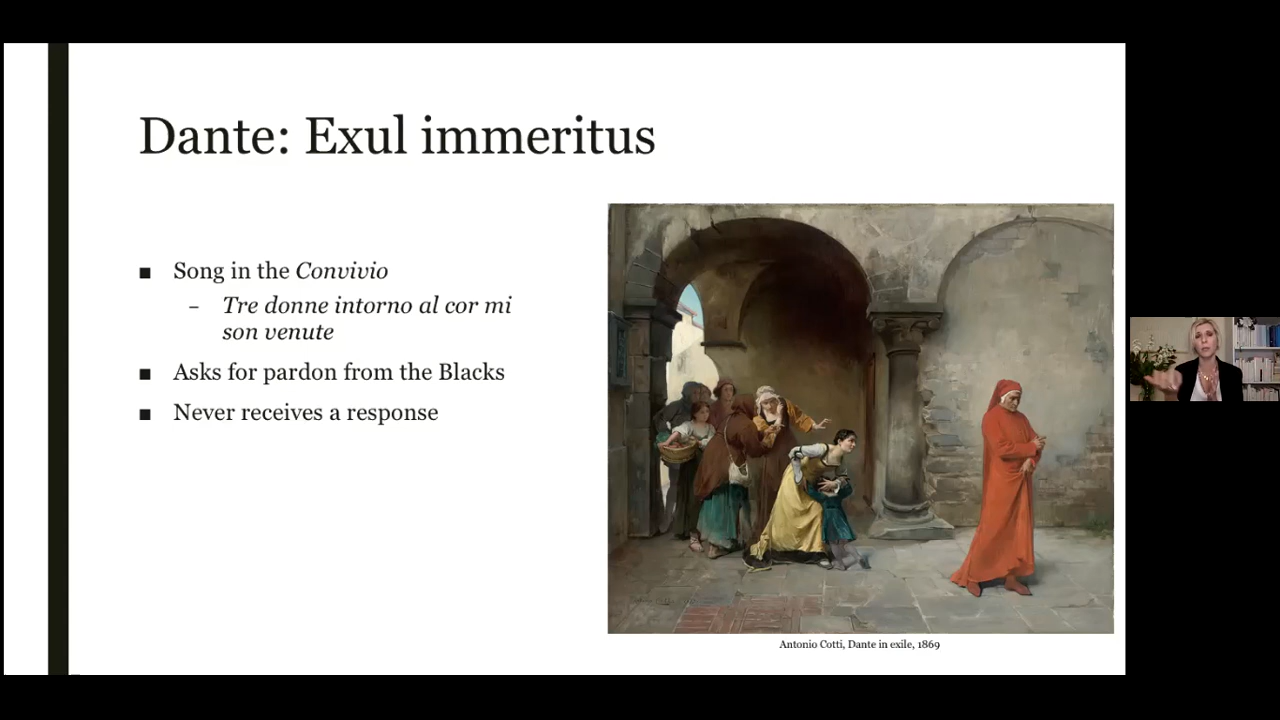 Dante: Exul immeritus
■ Song in the Convivio
– Tre donne intorno al cor mi
son venute
■ Asks for pardon from the Blacks
■ Never receives a response
Antonio Cotti, Dante in exile, 1869